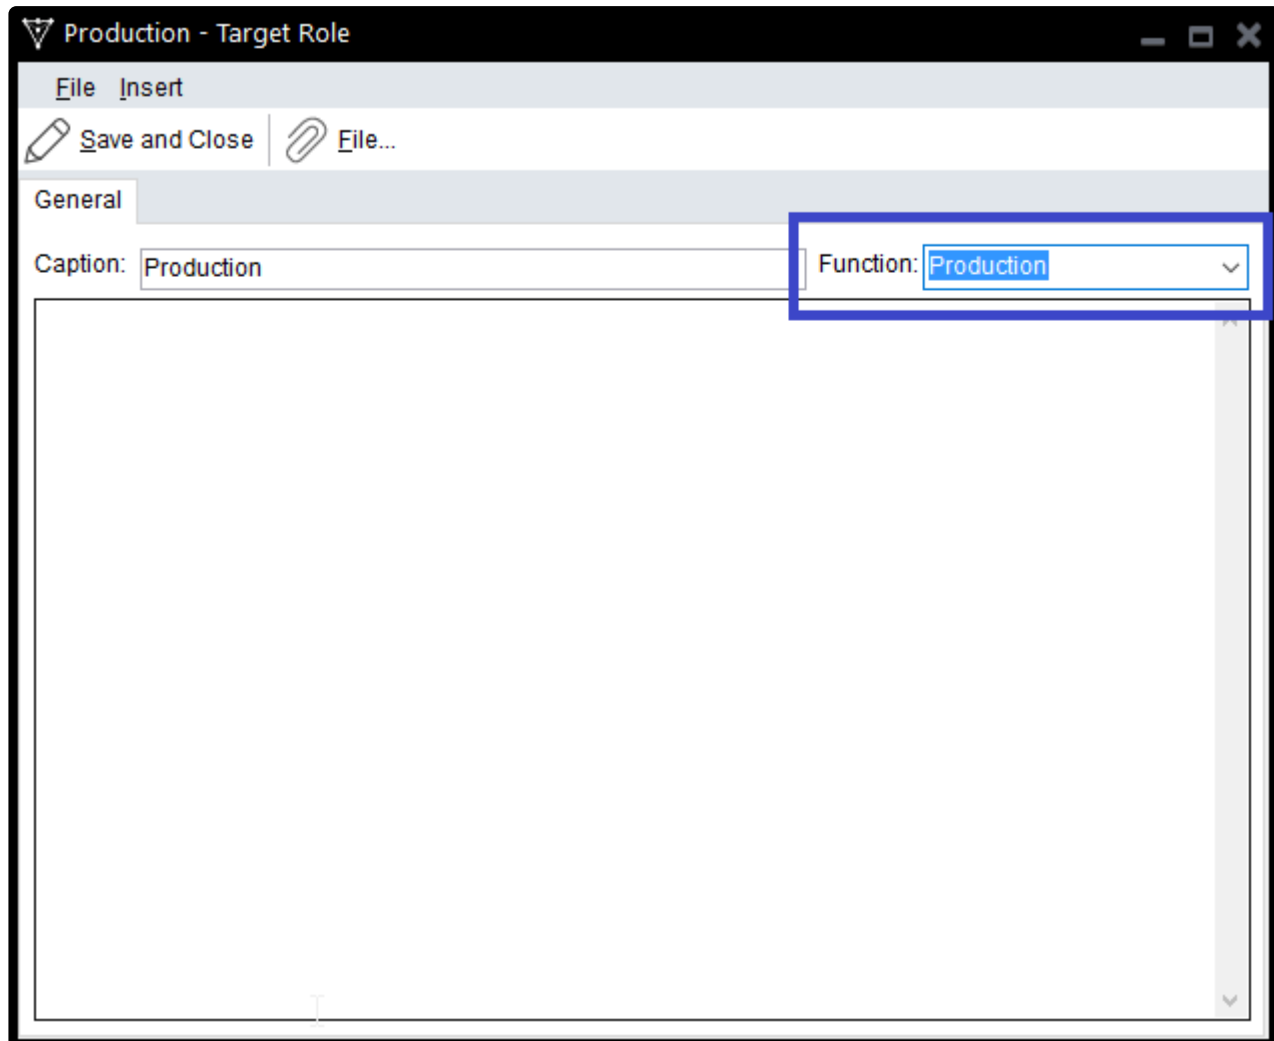 Production - Target Role
File Insert
Save and Close File...
General
Caption: Production Function: Production